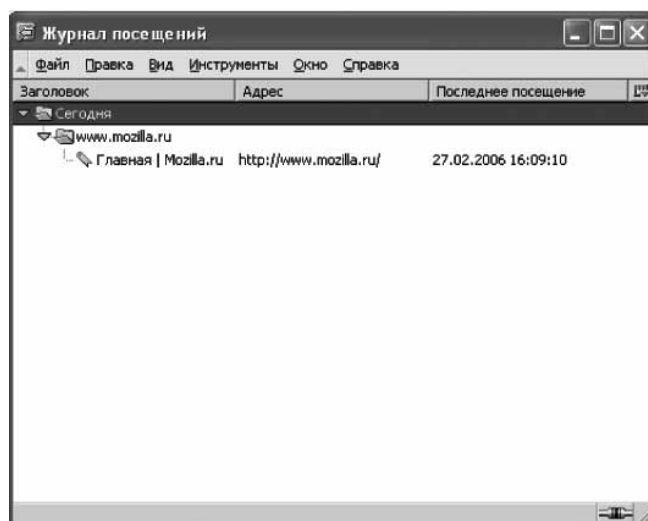 Журнал посещений
Файл Правка Вид Инструменты Окно Справка
Заголовок Адрес Последнее посещение
Сегодня
www.mozilla.ru
Главная | Mozilla.ru http://www.mozilla.ru/ 27.02.2006 16:09:10